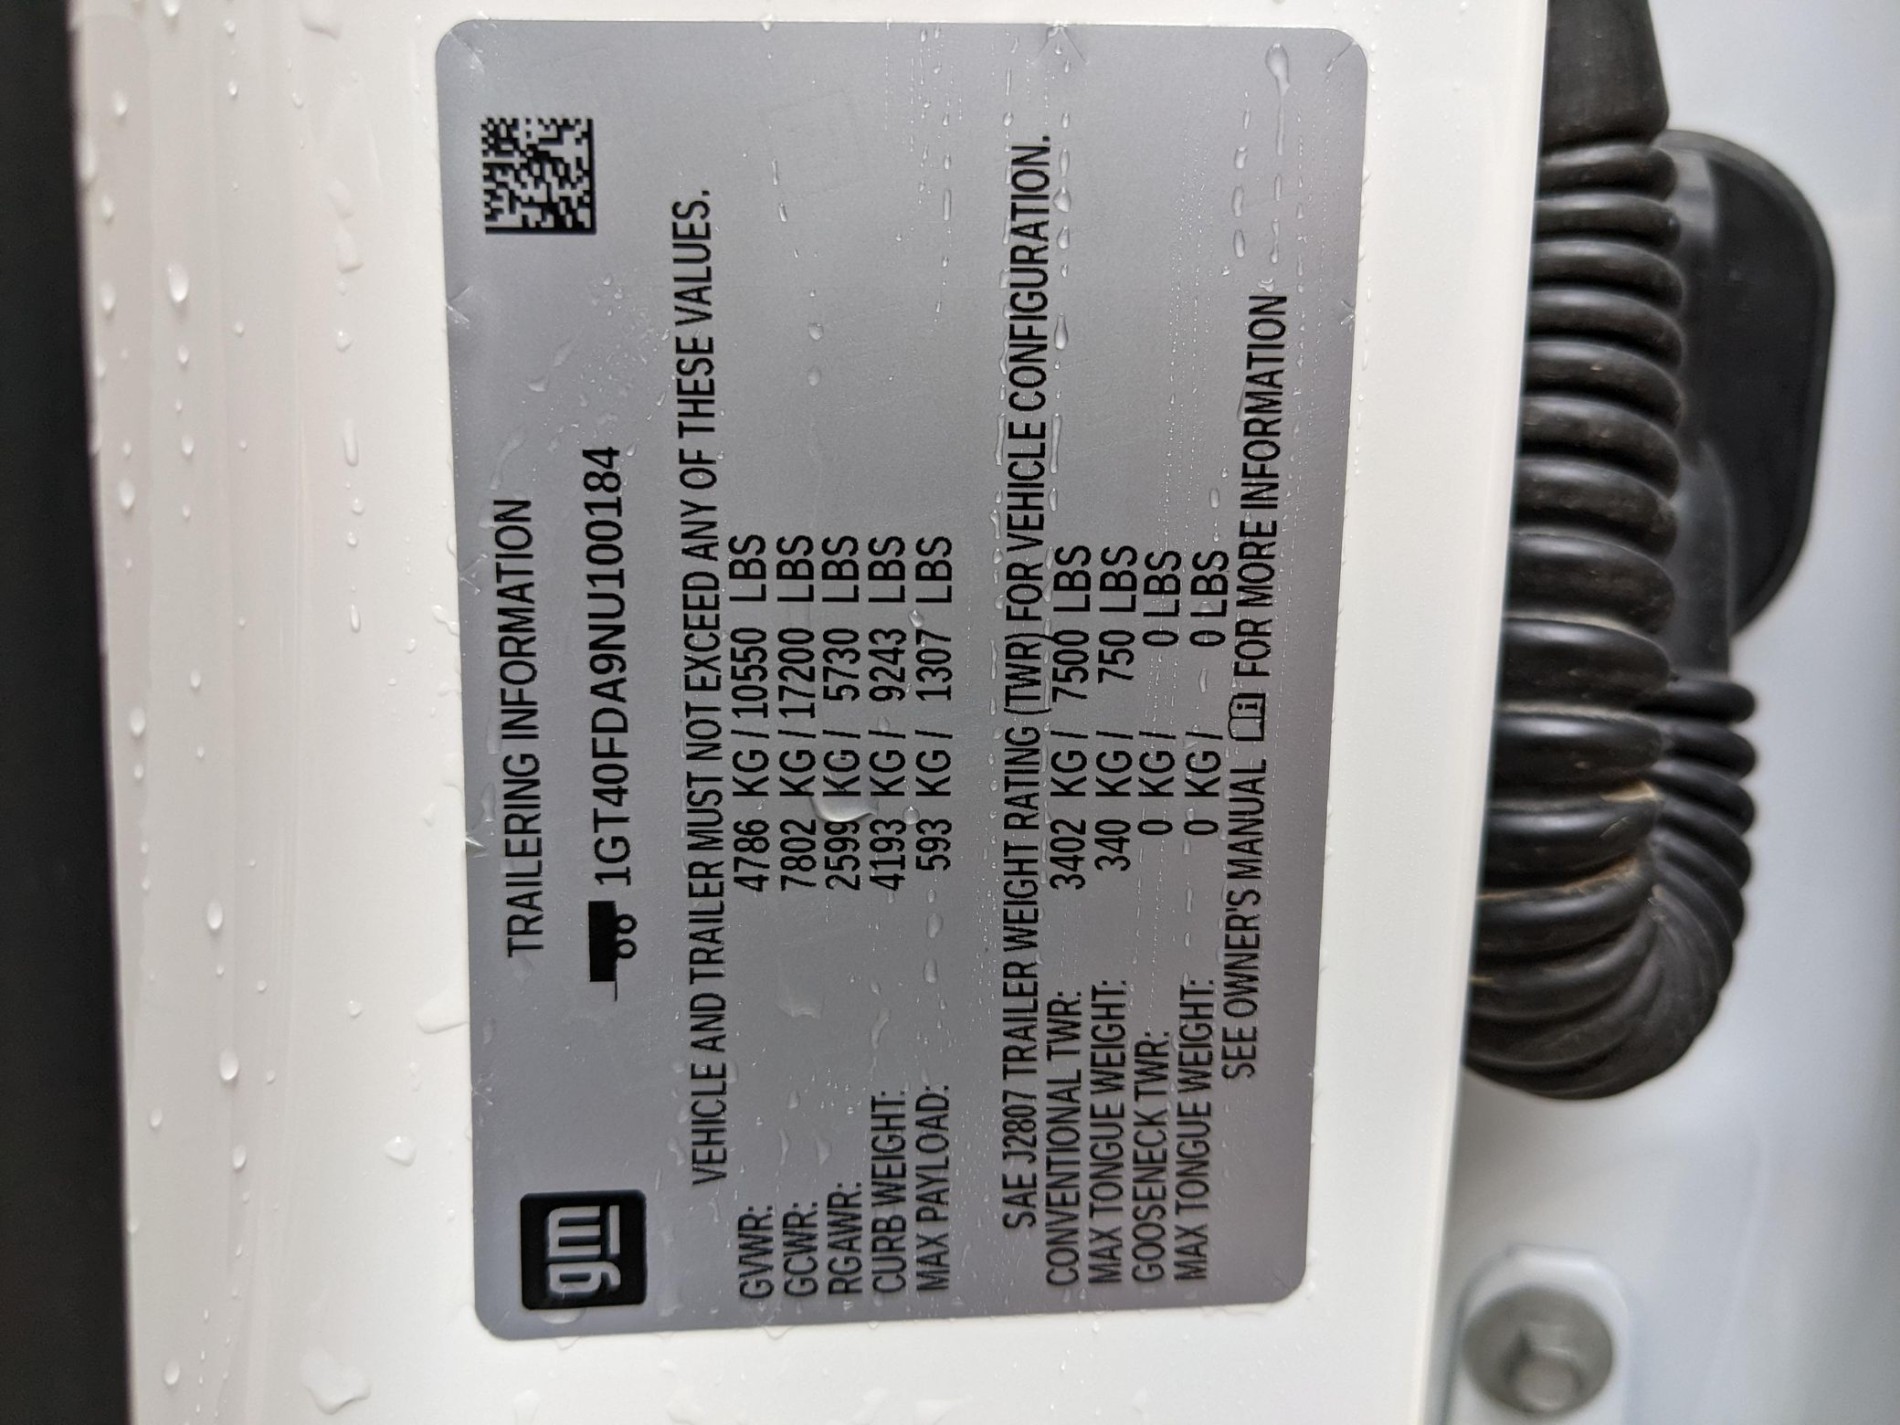 gm
TRAILERING INFORMATION
1GT40FDA9NU100184
VEHICLE AND TRAILER MUST NOT EXCEED ANY OF THESE VALUES.
GVWR: 4786 KG / 10550 LBS
GCWR: 7802 KG / 17200 LBS
RGAWR: 2599 KG / 5730 LBS
CURB WEIGHT: 4193 KG / 9243 LBS
MAX PAYLOAD: 593 KG / 1307 LBS
SAE J2807 TRAILER WEIGHT RATING (TWR) FOR VEHICLE CONFIGURATION.
CONVENTIONAL TWR: 3402 KG / 7500 LBS
MAX TONGUE WEIGHT: 340 KG / 750 LBS
GOOSENECK TWR: 0 KG / 0 LBS
MAX TONGUE WEIGHT: 0 KG / 0 LBS
SEE OWNER'S MANUAL i FOR MORE INFORMATION